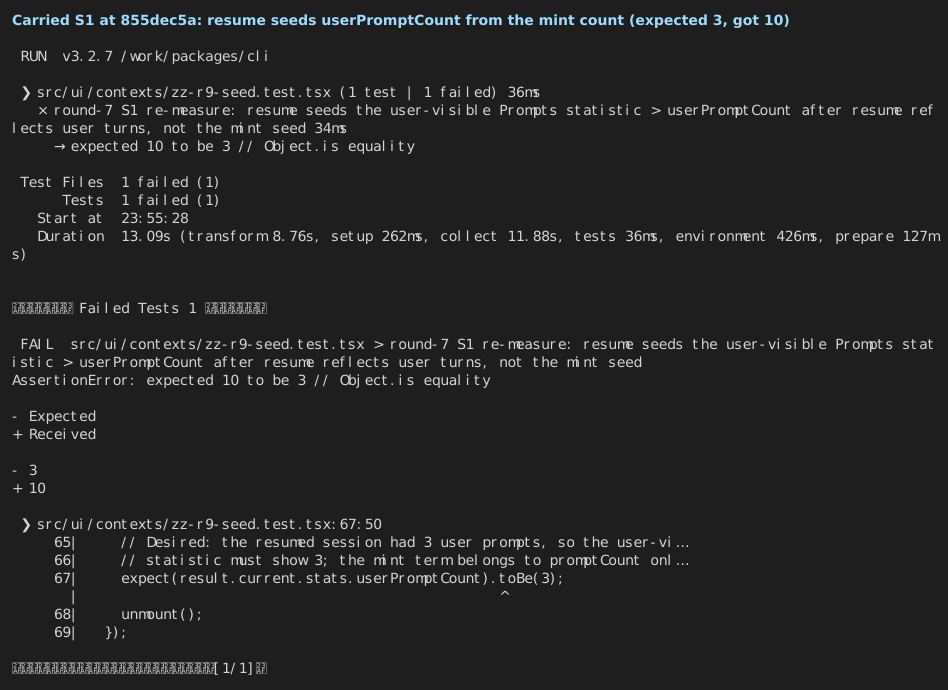 Carried S1 at 855dec5a: resume seeds userPromptCount from the mint count (expected 3, got 10)
RUN v3.2.7 /work/packages/cli
❯ src/ui/contexts/zz-r9-seed.test.tsx (1 test | 1 failed) 36ms
× round-7 S1 re-measure: resume seeds the user-visible Prompts statistic > userPromptCount after resume ref
lects user turns, not the mint seed 34ms
→ expected 10 to be 3 // Object.is equality
Test Files 1 failed (1)
Tests 1 failed (1)
Start at 23:55:28
Duration 13.09s (transform 8.76s, setup 262ms, collect 11.88s, tests 36ms, environment 426ms, prepare 127m
s)
Failed Tests 1
FAIL src/ui/contexts/zz-r9-seed.test.tsx > round-7 S1 re-measure: resume seeds the user-visible Prompts stat
istic > userPromptCount after resume reflects user turns, not the mint seed
AssertionError: expected 10 to be 3 // Object.is equality
- Expected
+ Received
- 3
+ 10
❯ src/ui/contexts/zz-r9-seed.test.tsx:67:50
65| // Desired: the resumed session had 3 user prompts, so the user-vi…
66| // statistic must show 3; the mint term belongs to promptCount onl…
67| expect(result.current.stats.userPromptCount).toBe(3);
| ^
68| unmount();
69| });
[1/1]